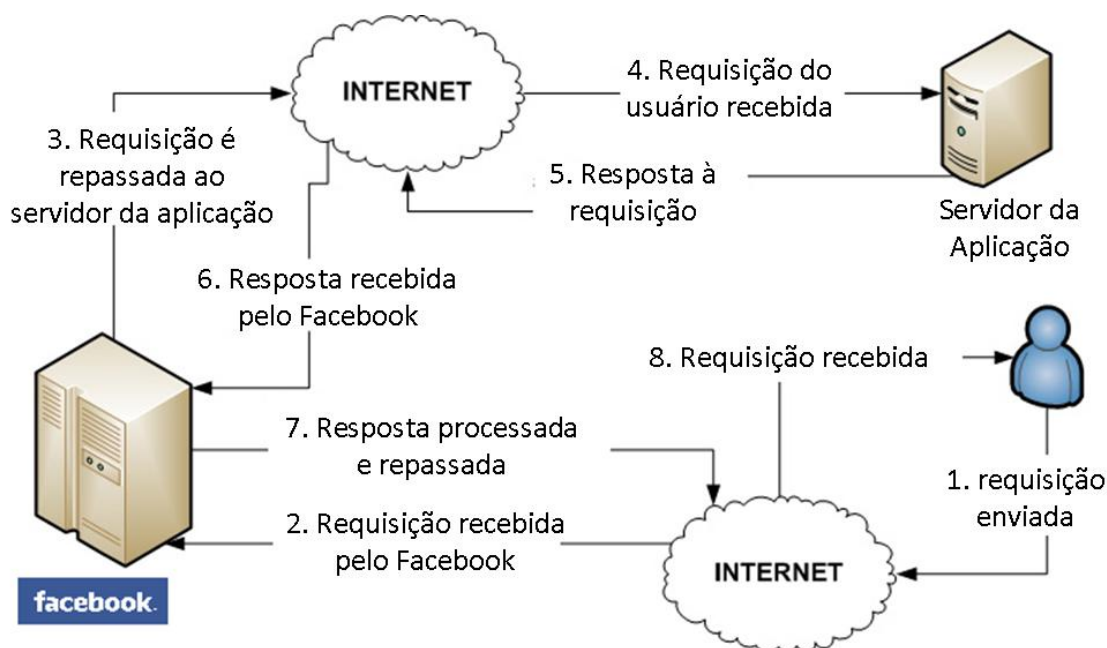 INTERNET
4. Requisição do
usuário recebida
3. Requisição é
repassada ao
servidor da aplicação
5. Resposta à
requisição
Servidor da
Aplicação
6. Resposta recebida
pelo Facebook
8. Requisição recebida
7. Resposta processada
e repassada
1. requisição
enviada
2. Requisição recebida
pelo Facebook
INTERNET
facebook.